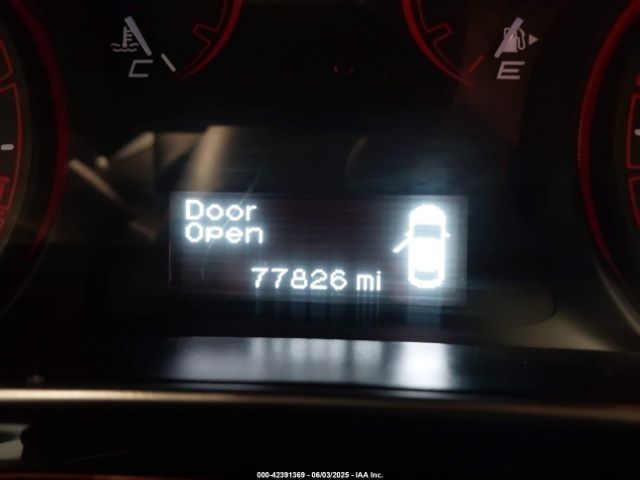 C
E
Door
Open
77826 mi
000-42391369 - 06/03/2025 - IAA Inc.